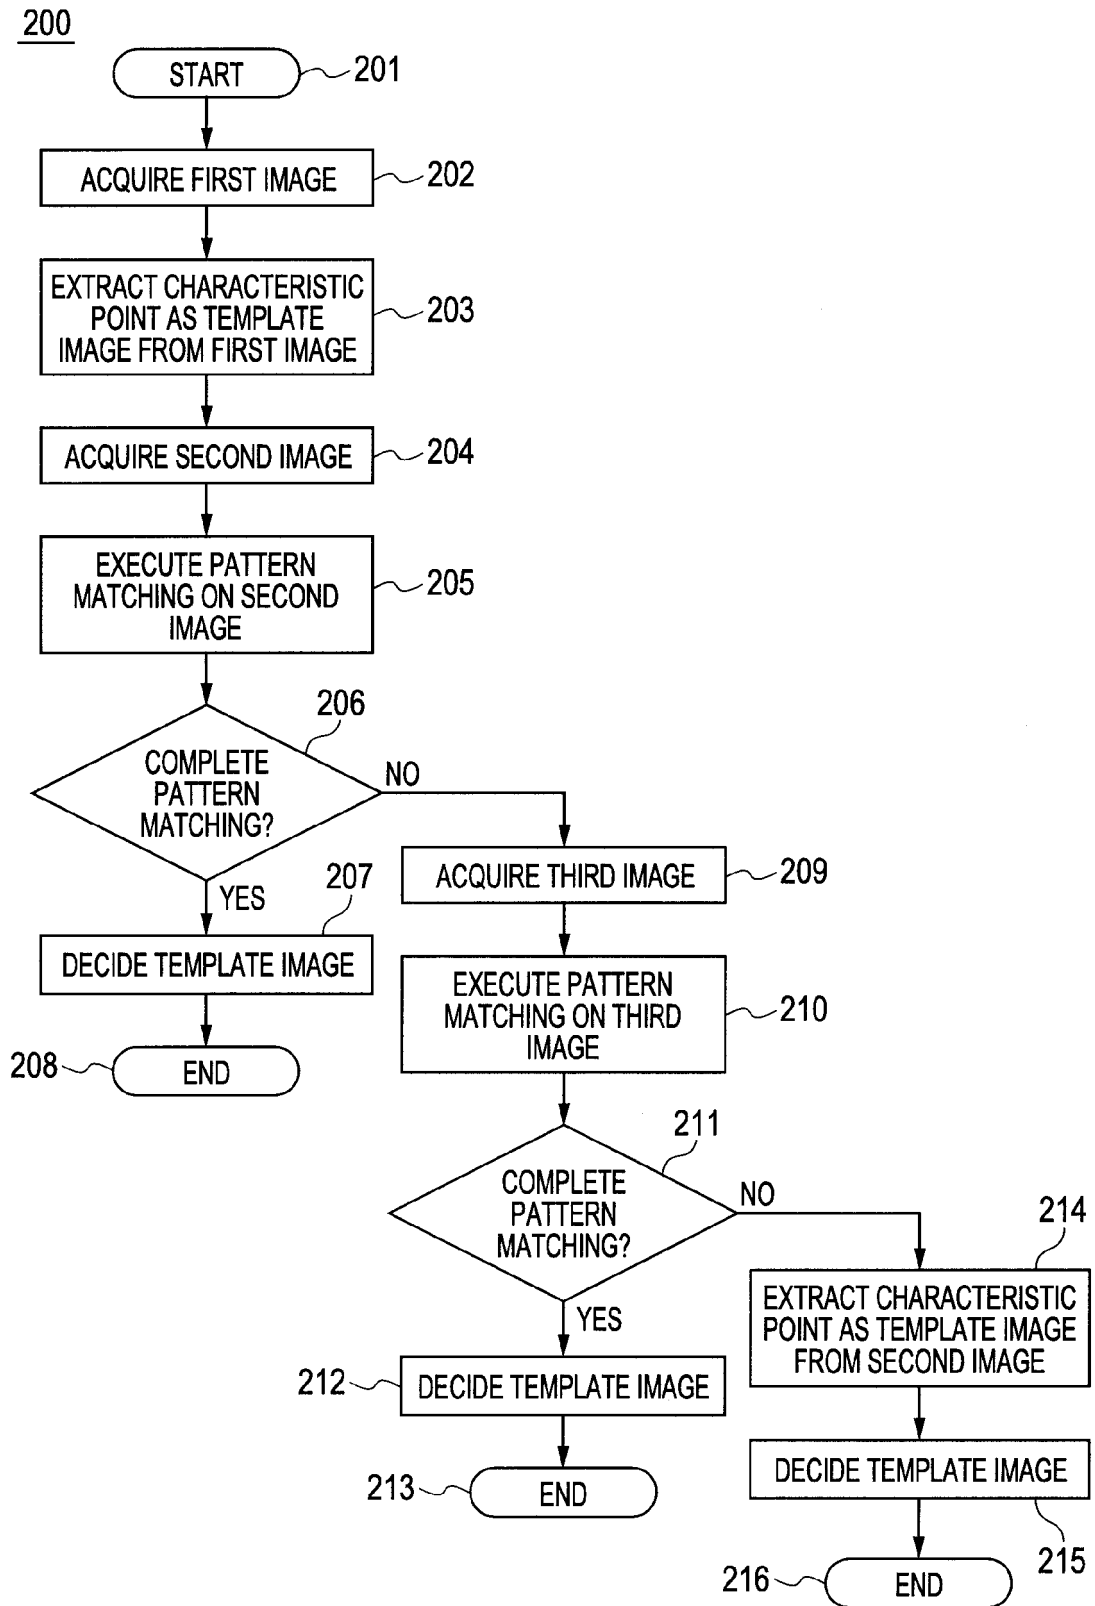 200
START
201
ACQUIRE FIRST IMAGE
202
EXTRACT CHARACTERISTIC
POINT AS TEMPLATE
IMAGE FROM FIRST IMAGE
203
ACQUIRE SECOND IMAGE
204
EXECUTE PATTERN
MATCHING ON SECOND
IMAGE
205
206
COMPLETE
PATTERN
MATCHING?
NO
YES
207
DECIDE TEMPLATE IMAGE
208
END
ACQUIRE THIRD IMAGE
209
EXECUTE PATTERN
MATCHING ON THIRD
IMAGE
210
211
COMPLETE
PATTERN
MATCHING?
NO
YES
212
DECIDE TEMPLATE IMAGE
213
END
214
EXTRACT CHARACTERISTIC
POINT AS TEMPLATE IMAGE
FROM SECOND IMAGE
DECIDE TEMPLATE IMAGE
215
216
END